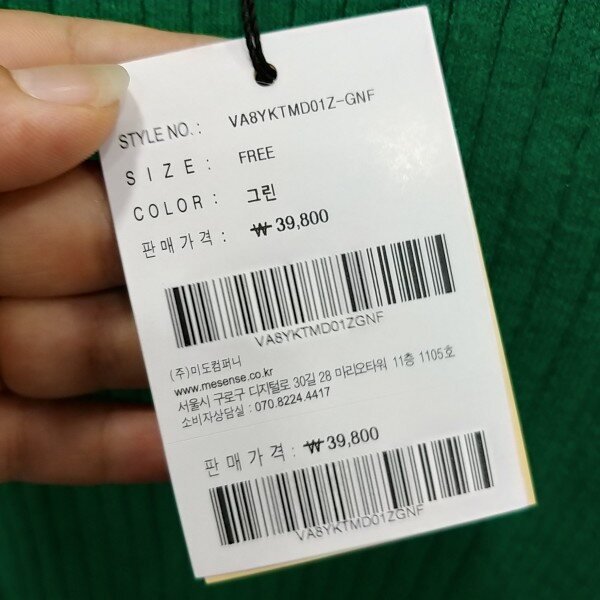 STYLE NO. : VA8YKTMD01Z-GNF
SIZE : FREE
COLOR : 그린
판매가격 : ₩ 39,800
VA8YKTMD01ZGNF
(주)미도컴퍼니
www.mesense.co.kr
서울시 구로구 디지털로 30길 28 마리오타워 11층 1105호
소비자상담실 : 070.8224.4417
판매가격 : ₩ 39,800
VA8YKTMD01ZGNF